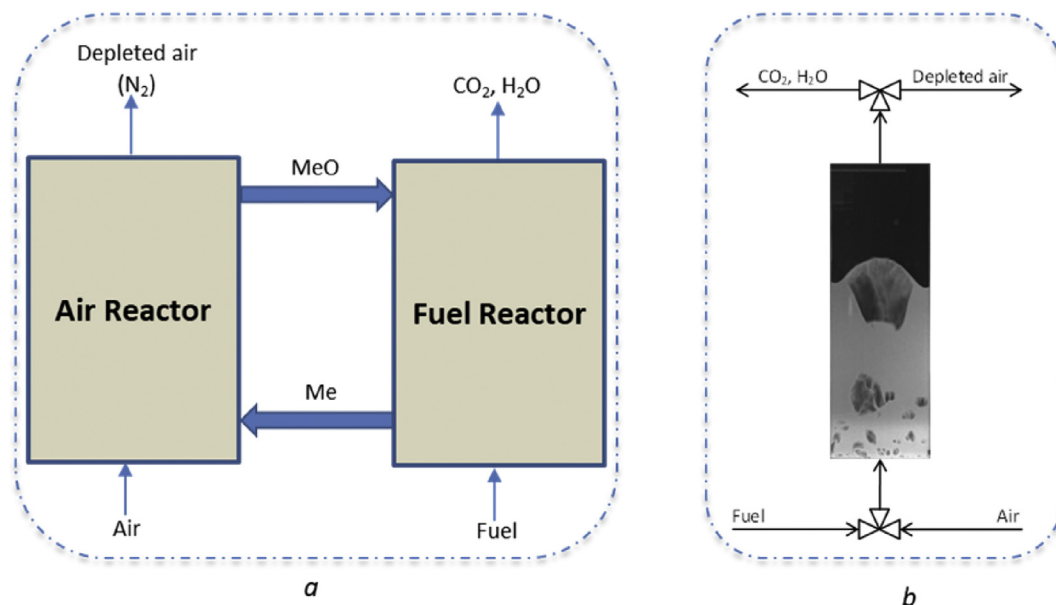 Depleted air
(N₂)
CO₂, H₂O
MeO
Air Reactor
Fuel Reactor
Me
Air
Fuel
a
CO₂, H₂O
Depleted air
Fuel
Air
b